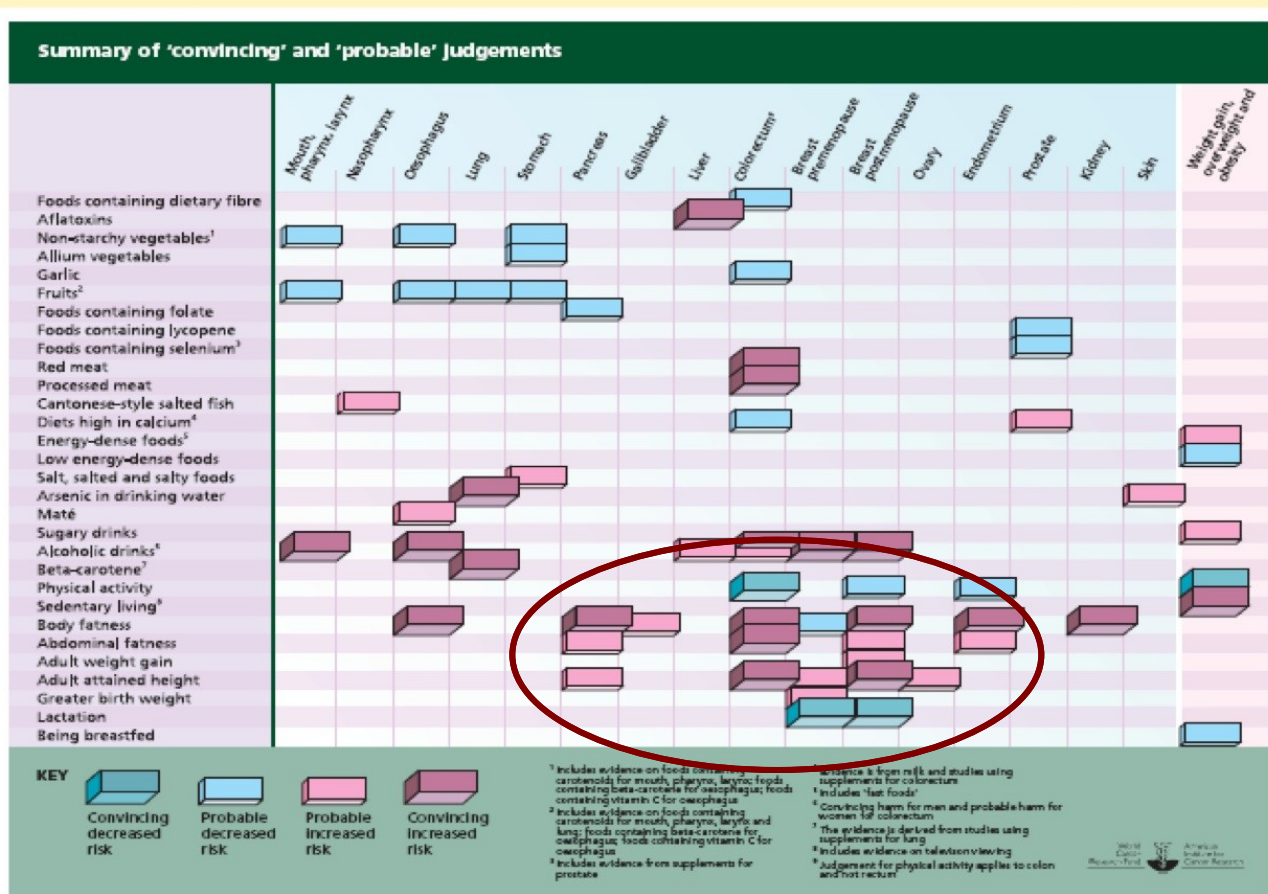 Summary of 'convincing' and 'probable' judgements
Mouth,
pharynx, larynx
Nasopharynx
Oesophagus
Lung
Stomach
Pancreas
Gallbladder
Liver
Colorectum⁹
Breast
premenopause
Breast
postmenopause
Ovary
Endometrium
Prostate
Kidney
Skin
Weight gain,
overweight and
obesity
Foods containing dietary fibre
Aflatoxins
Non-starchy vegetables¹
Allium vegetables
Garlic
Fruits²
Foods containing folate
Foods containing lycopene
Foods containing selenium³
Red meat
Processed meat
Cantonese-style salted fish
Diets high in calcium⁴
Energy-dense foods⁵
Low energy-dense foods
Salt, salted and salty foods
Arsenic in drinking water
Maté
Sugary drinks
Alcoholic drinks⁶
Beta-carotene⁷
Physical activity
Sedentary living⁸
Body fatness
Abdominal fatness
Adult weight gain
Adult attained height
Greater birth weight
Lactation
Being breastfed
KEY
Convincing
decreased
risk
Probable
decreased
risk
Probable
increased
risk
Convincing
increased
risk
¹ Includes evidence on foods containing
carotenoids for mouth, pharynx, larynx; foods
containing beta-carotene for oesophagus; foods
containing vitamin C for oesophagus
² Includes evidence on foods containing
carotenoids for mouth, pharynx, larynx and
lung; foods containing beta-carotene for
oesophagus; foods containing vitamin C for
oesophagus
³ Includes evidence from supplements for
prostate
⁴ Evidence is from milk and studies using
supplements for colorectum
⁵ Includes 'fast foods'
⁶ Convincing harm for men and probable harm for
women for colorectum
⁷ The evidence is derived from studies using
supplements for lung
⁸ Includes evidence on televison viewing
⁹ Judgement for physical activity applies to colon
and not rectum
World
Cancer
Research Fund
American
Institute for
Cancer Research